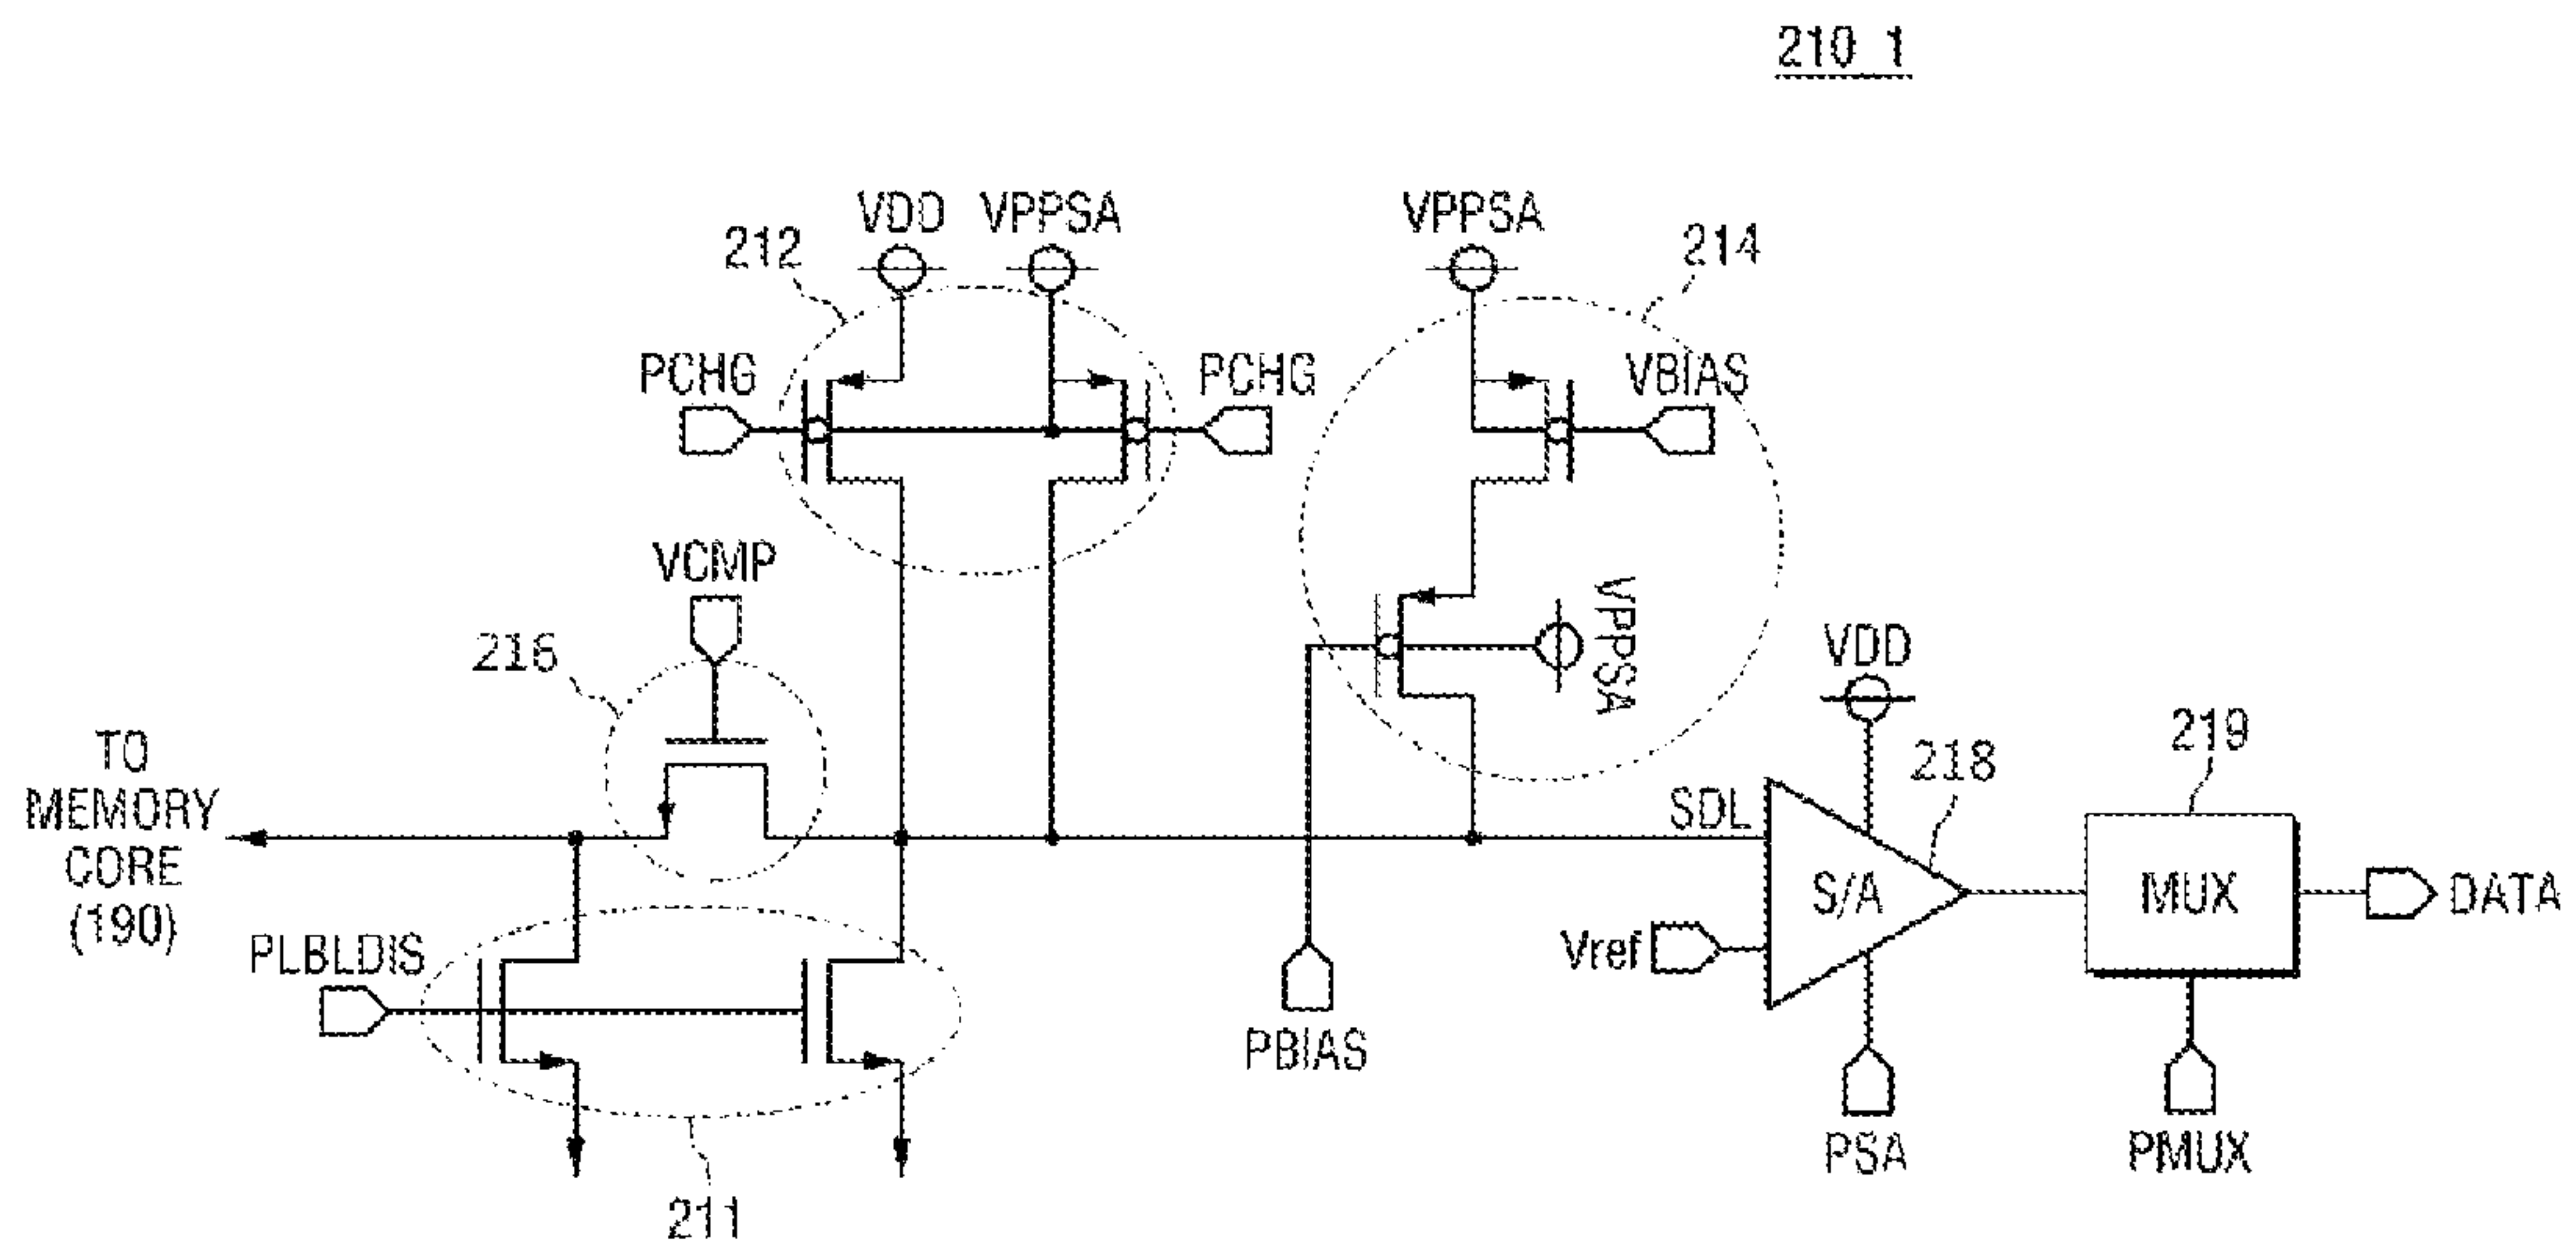 210_1
VDD VPPSA VPPSA
212 214
PCHG PCHG VBIAS
VCMP
216
VPPSA
VDD
TO
MEMORY
CORE
(190)
219
218
SDL
S/A
MUX
DATA
Vref
PLBLDIS
PBIAS
PSA
PMUX
211